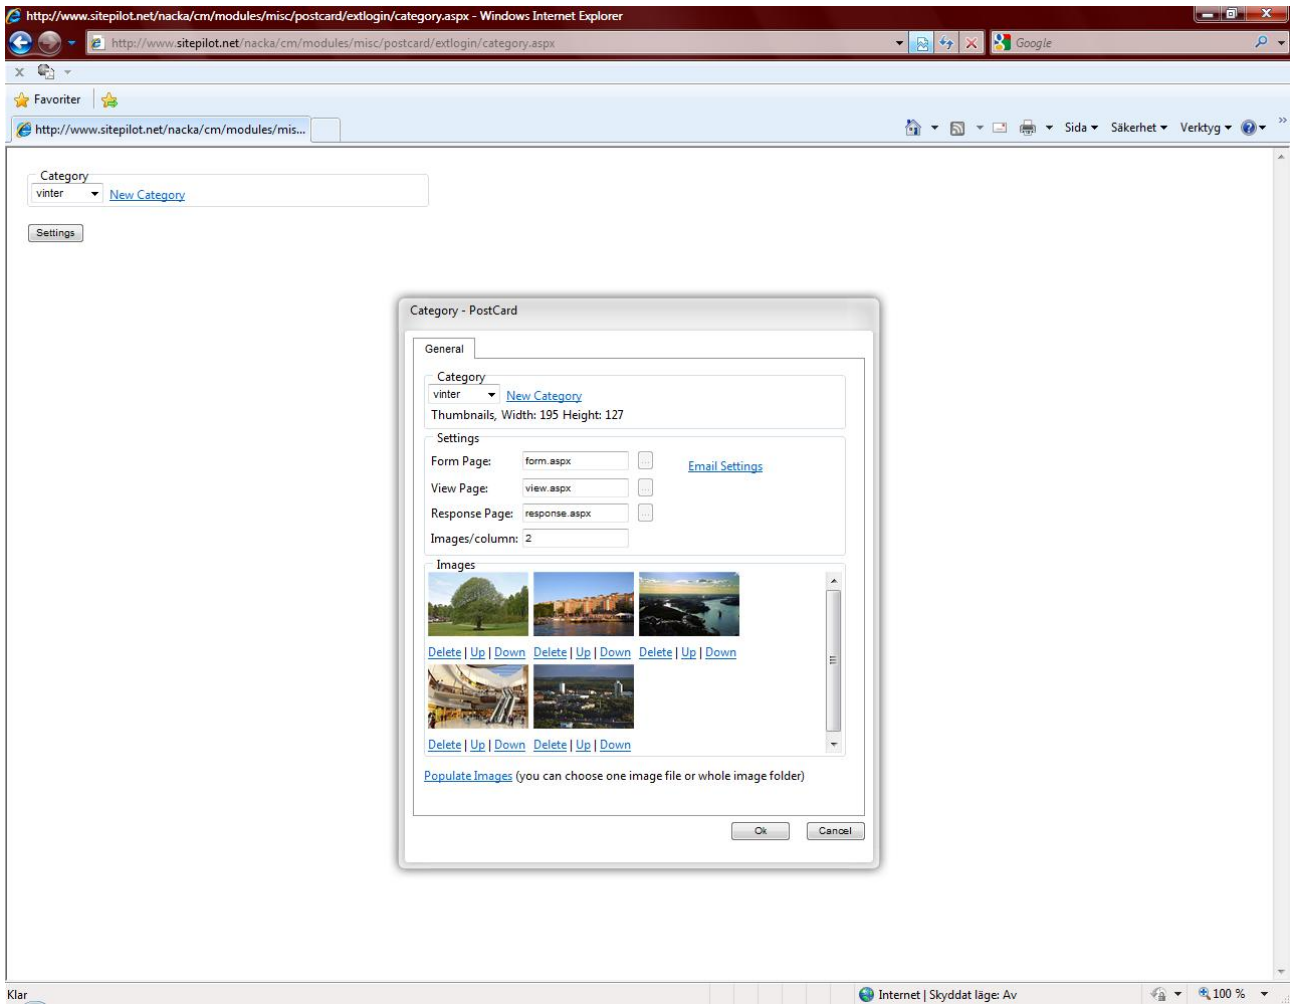 http://www.sitepilot.net/nacka/cm/modules/misc/postcard/extlogin/category.aspx - Windows Internet Explorer
http://www.sitepilot.net/nacka/cm/modules/misc/postcard/extlogin/category.aspx Google
x
Favoriter
http://www.sitepilot.net/nacka/cm/modules/mis... Sida Säkerhet Verktyg
Category
vinter New Category
Settings
Category - PostCard
General
Category
vinter New Category
Thumbnails, Width: 195 Height: 127
Settings
Form Page: form.aspx ... Email Settings
View Page: view.aspx ...
Response Page: response.aspx ...
Images/column: 2
Images
Delete | Up | Down Delete | Up | Down Delete | Up | Down
Delete | Up | Down Delete | Up | Down
Populate Images (you can choose one image file or whole image folder)
Ok Cancel
Klar Internet | Skyddat läge: Av 100 %